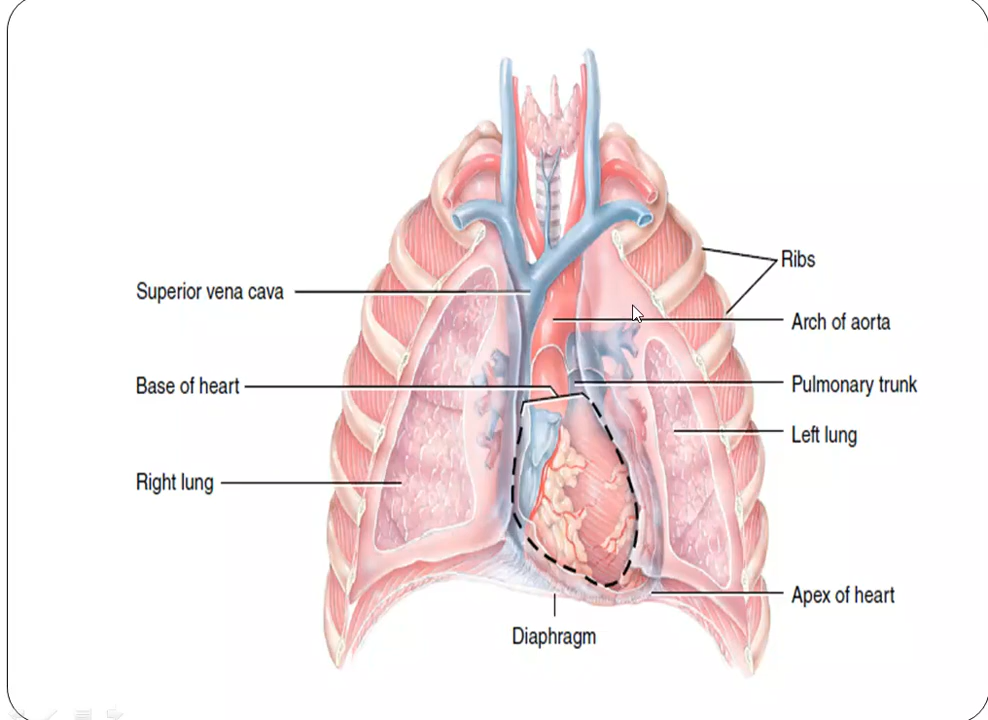 Superior vena cava
Base of heart
Right lung
Ribs
Arch of aorta
Pulmonary trunk
Left lung
Apex of heart
Diaphragm